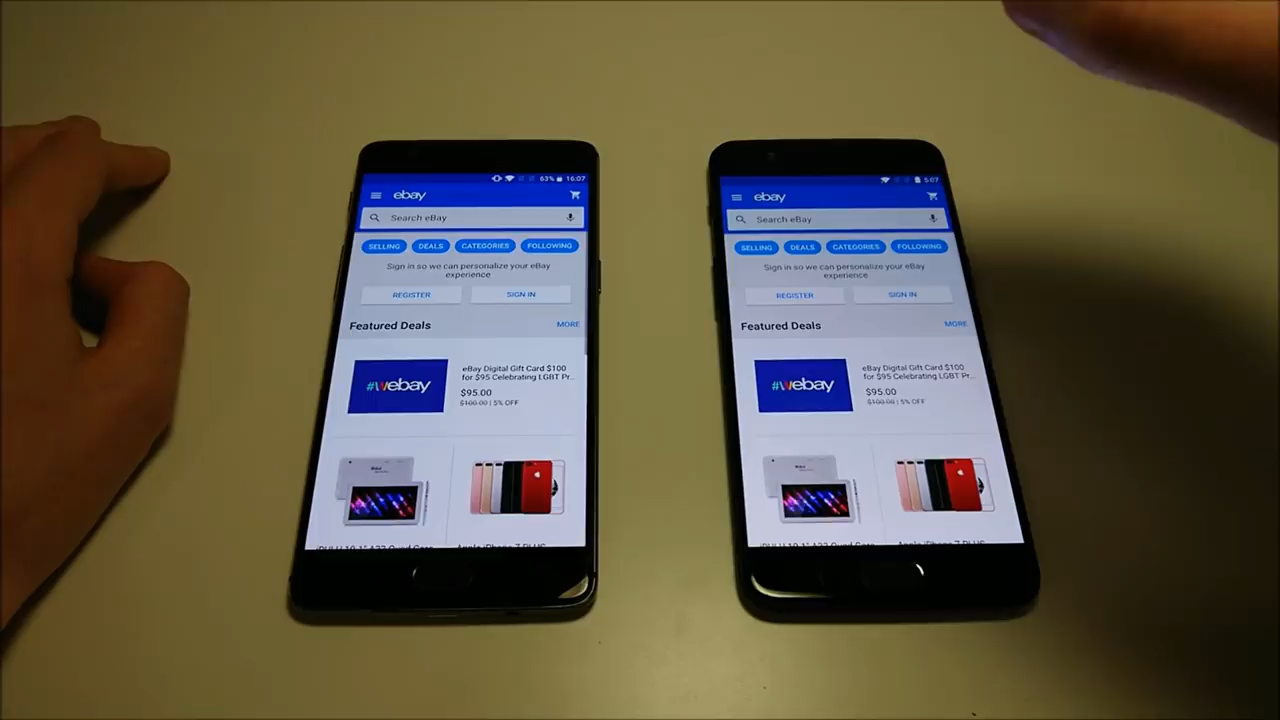 63% 16:07
ebay
Search eBay
SELLING DEALS CATEGORIES FOLLOWING
Sign in so we can personalize your eBay
experience
REGISTER SIGN IN
Featured Deals MORE
#webay
eBay Digital Gift Card $100
for $95 Celebrating LGBT Pr...
$95.00
$100.00 | 5% OFF
Apple iPhone 7 PLUS
5:07
ebay
Search eBay
SELLING DEALS CATEGORIES FOLLOWING
Sign in so we can personalize your eBay
experience
REGISTER SIGN IN
Featured Deals MORE
#webay
eBay Digital Gift Card $100
for $95 Celebrating LGBT Pr...
$95.00
$100.00 | 5% OFF